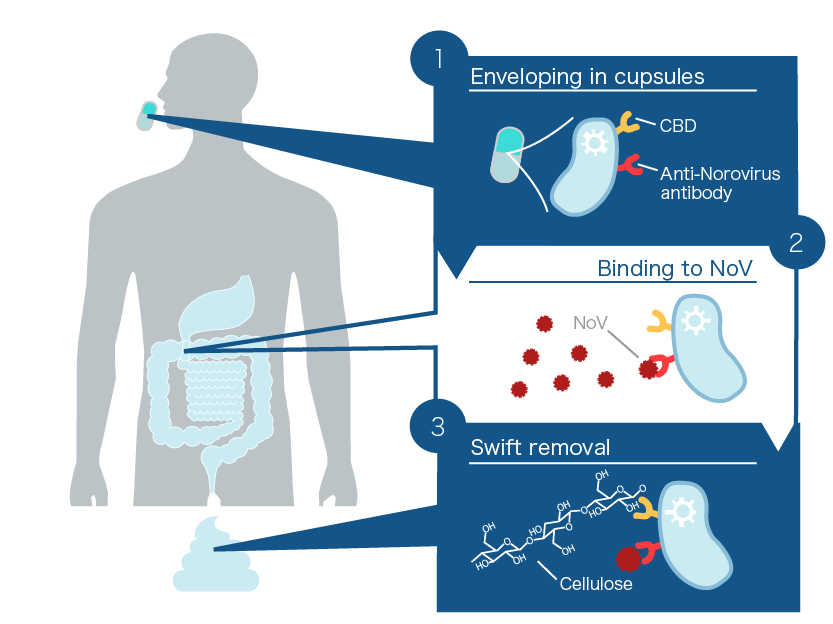 1
Enveloping in cupsules
CBD
Anti-Norovirus
antibody
2
Binding to NoV
NoV
3
Swift removal
OH
O
OH
OH
O
HO
O
OH
O
OH
HO
O
O
OH
HO
OH
HO
OH
Cellulose